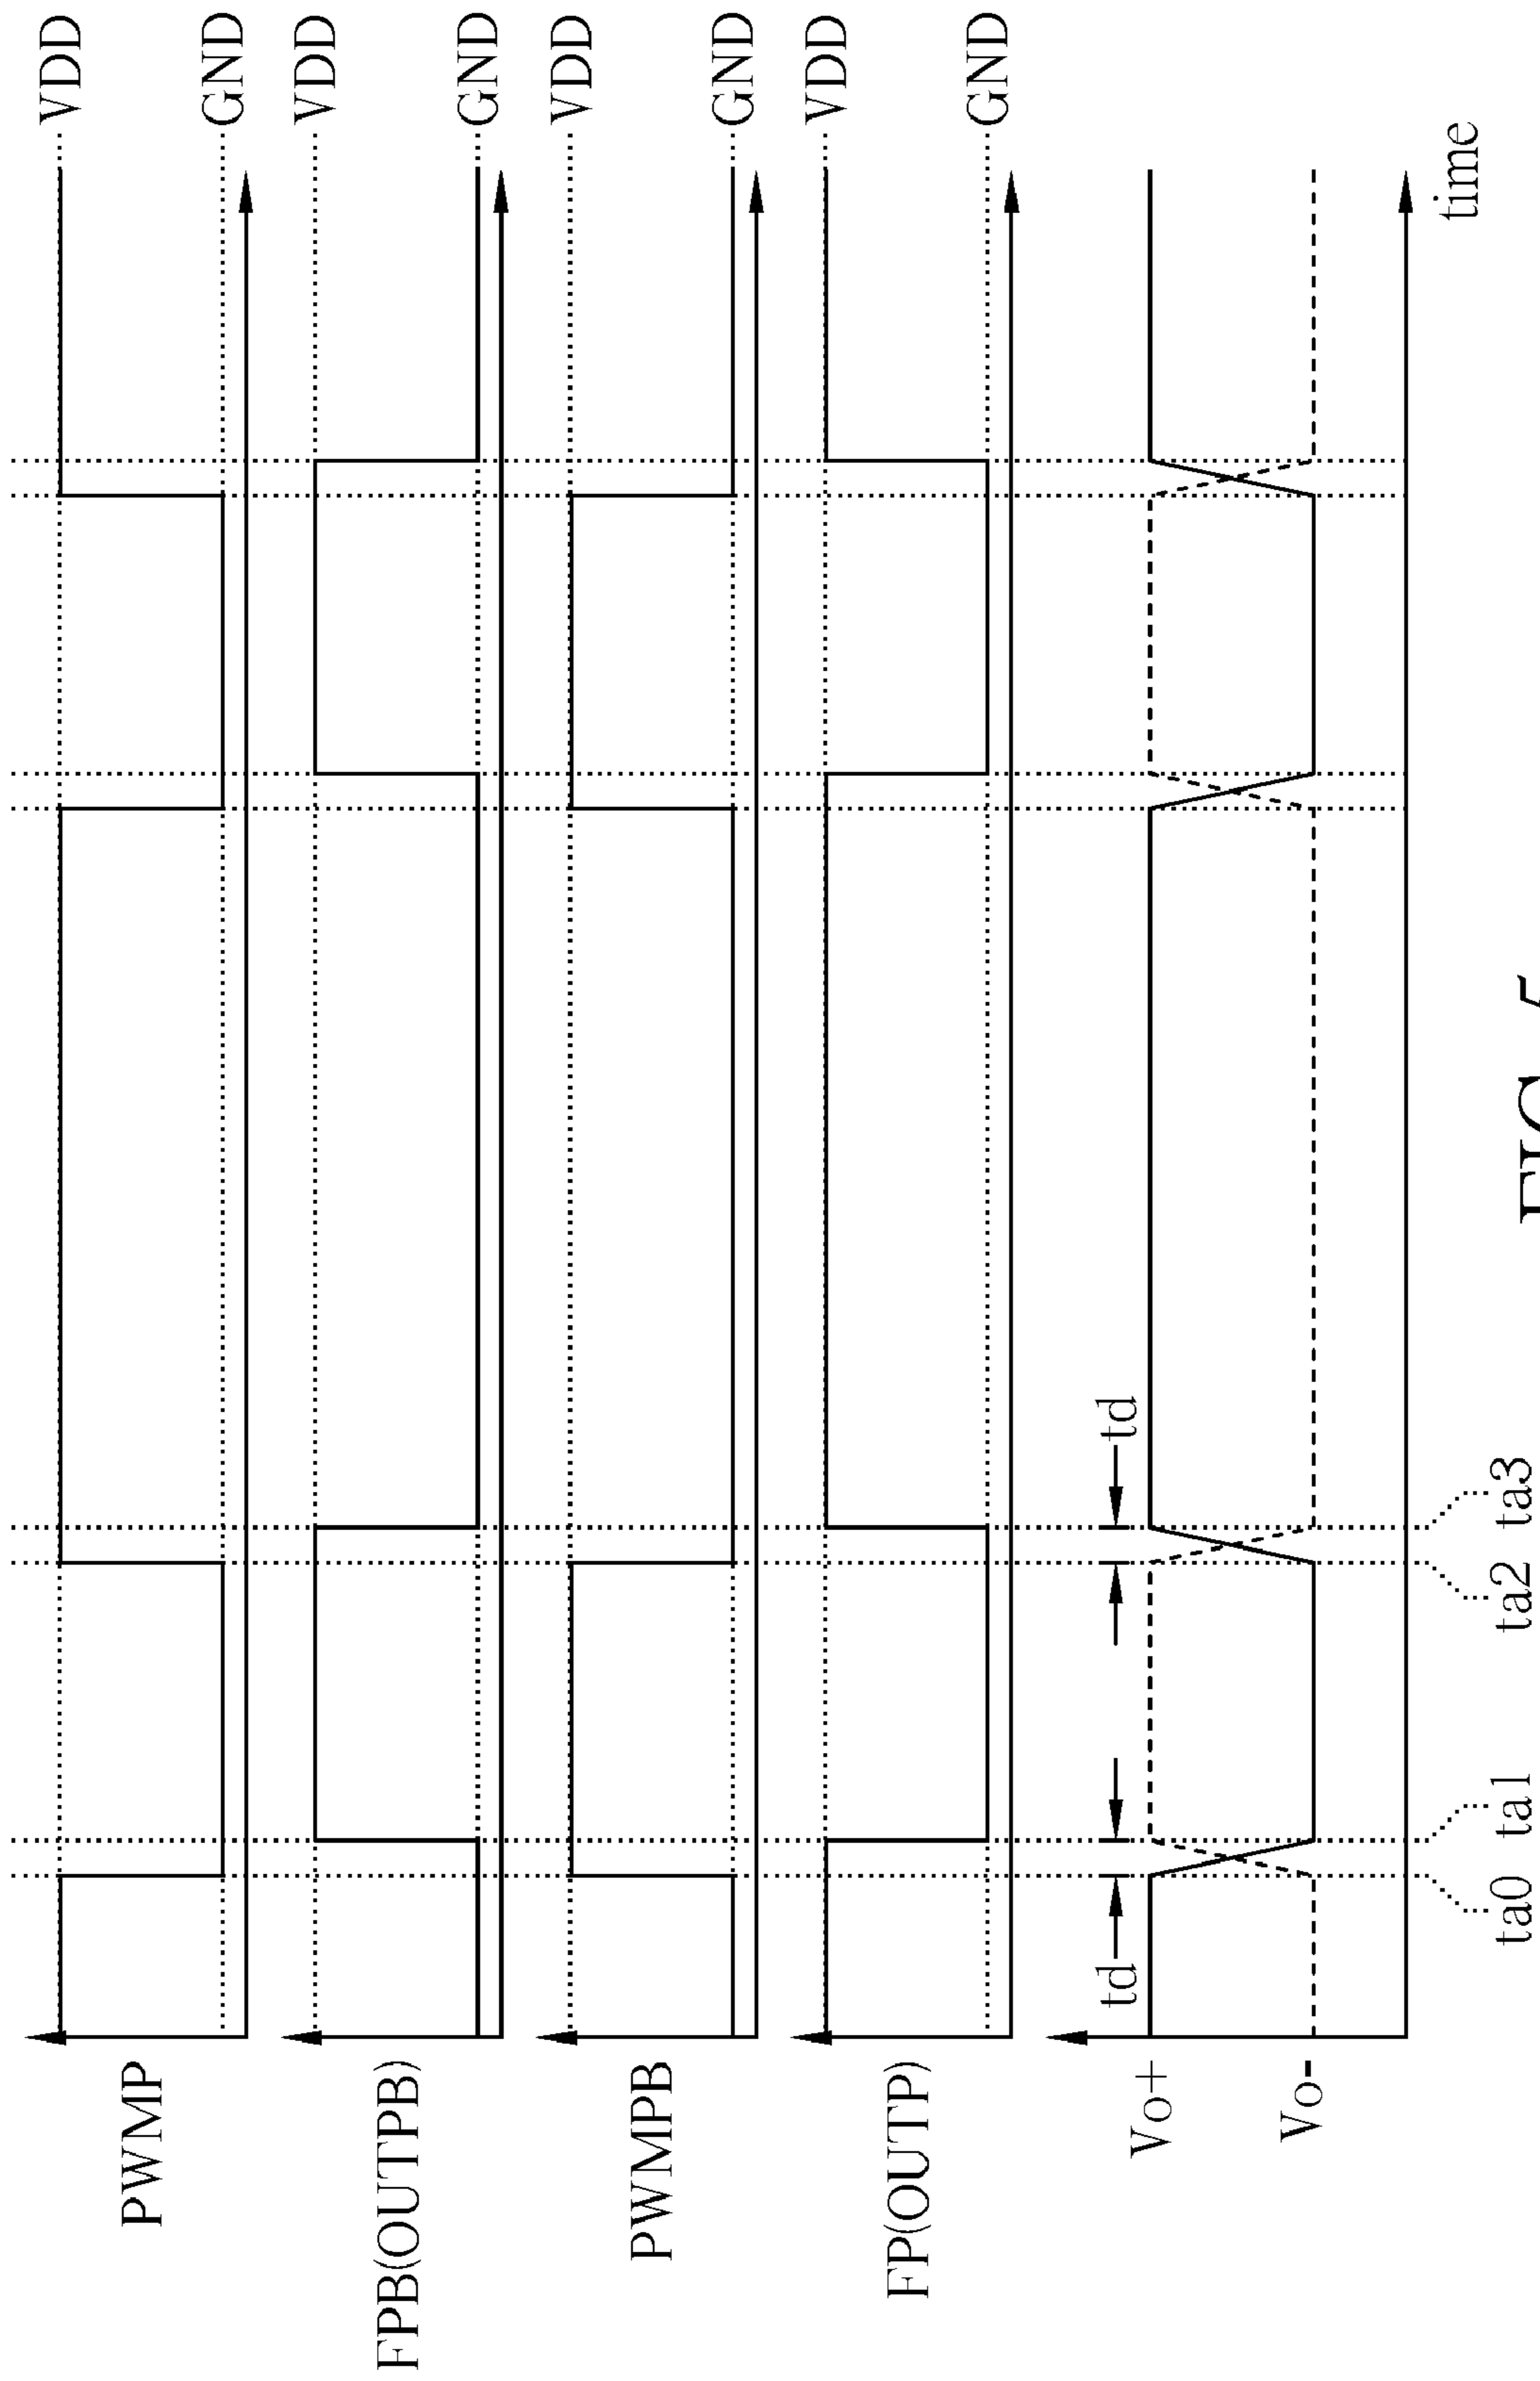 PWMP
VDD
GND
FPB(OUTPB)
VDD
GND
PWMPB
VDD
GND
FP(OUTP)
VDD
GND
td
td
Vo+
Vo-
time
ta0
ta1
ta2
ta3